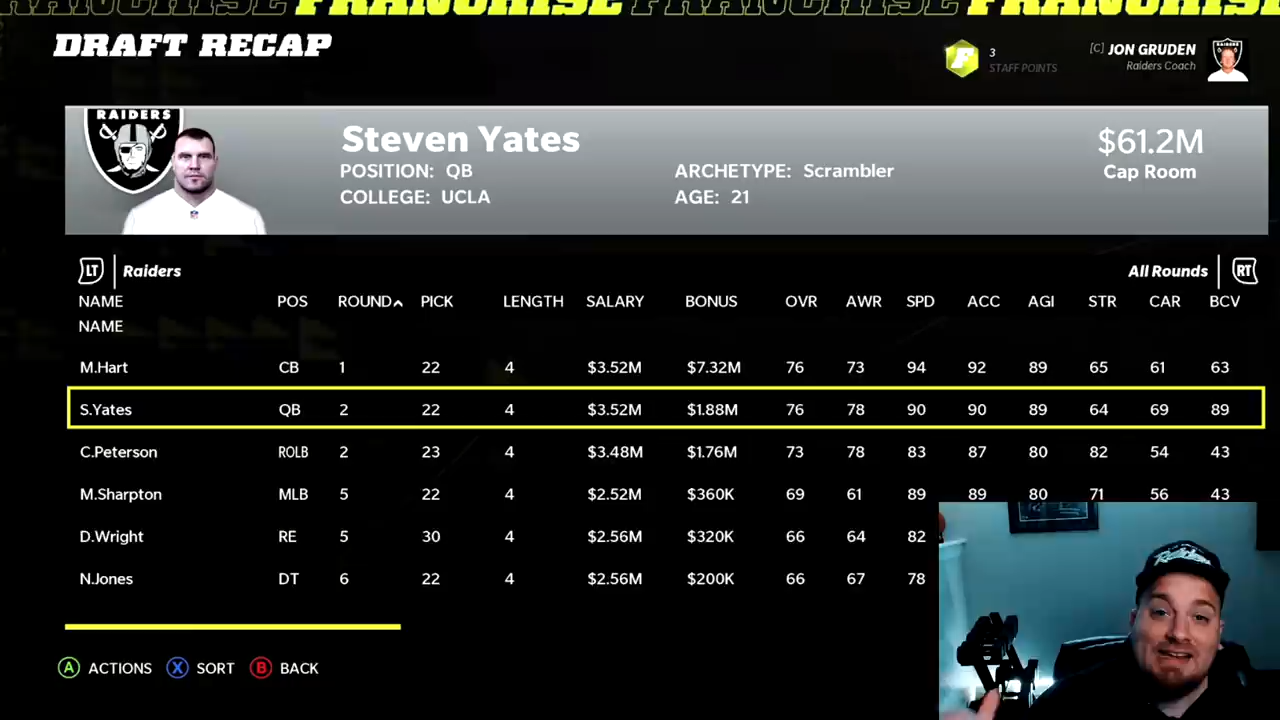 FRANCHISE FRANCHISE FRANCHISE FRANCHISE
DRAFT RECAP
3
STAFF POINTS
[C] JON GRUDEN
Raiders Coach
RAIDERS
Steven Yates
POSITION: QB
ARCHETYPE: Scrambler
COLLEGE: UCLA
AGE: 21
$61.2M
Cap Room
LT Raiders
All Rounds RT
NAME POS ROUND PICK LENGTH SALARY BONUS OVR AWR SPD ACC AGI STR CAR BCV
NAME
M.Hart CB 1 22 4 $3.52M $7.32M 76 73 94 92 89 65 61 63
S.Yates QB 2 22 4 $3.52M $1.88M 76 78 90 90 89 64 69 89
C.Peterson ROLB 2 23 4 $3.48M $1.76M 73 78 83 87 80 82 54 43
M.Sharpton MLB 5 22 4 $2.52M $360K 69 61 89 89 80 71 56 43
D.Wright RE 5 30 4 $2.56M $320K 66 64 82
N.Jones DT 6 22 4 $2.56M $200K 66 67 78
Raiders
A ACTIONS X SORT B BACK